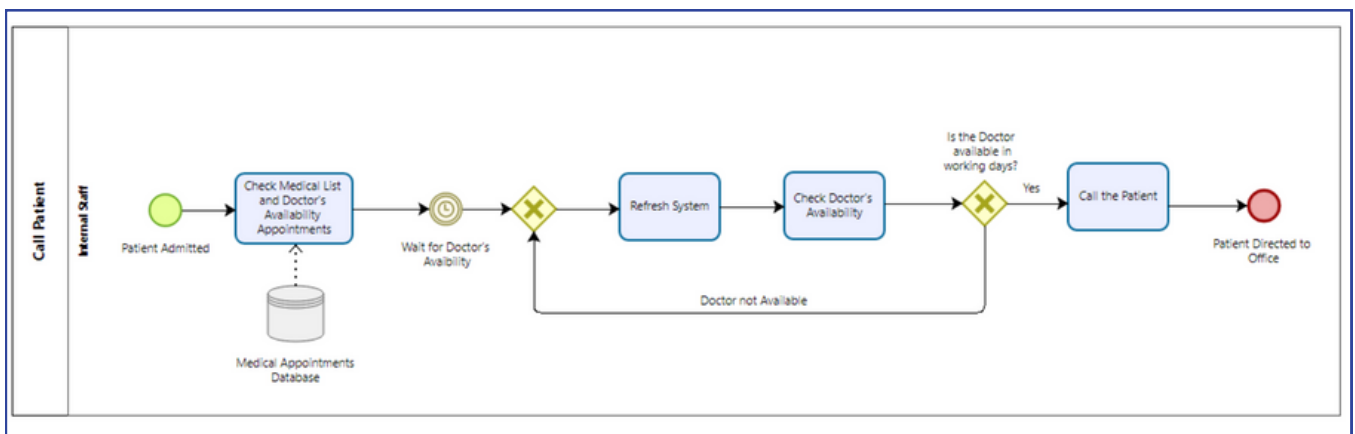 Call Patient
Internal Staff
Patient Admitted
Check Medical List
and Doctor's
Availability
Appointments
Medical Appointments
Database
Wait for Doctor's
Avaibility
Refresh System
Check Doctor's
Availability
Is the Doctor
available in
working days?
Yes
Doctor not Available
Call the Patient
Patient Directed to
Office